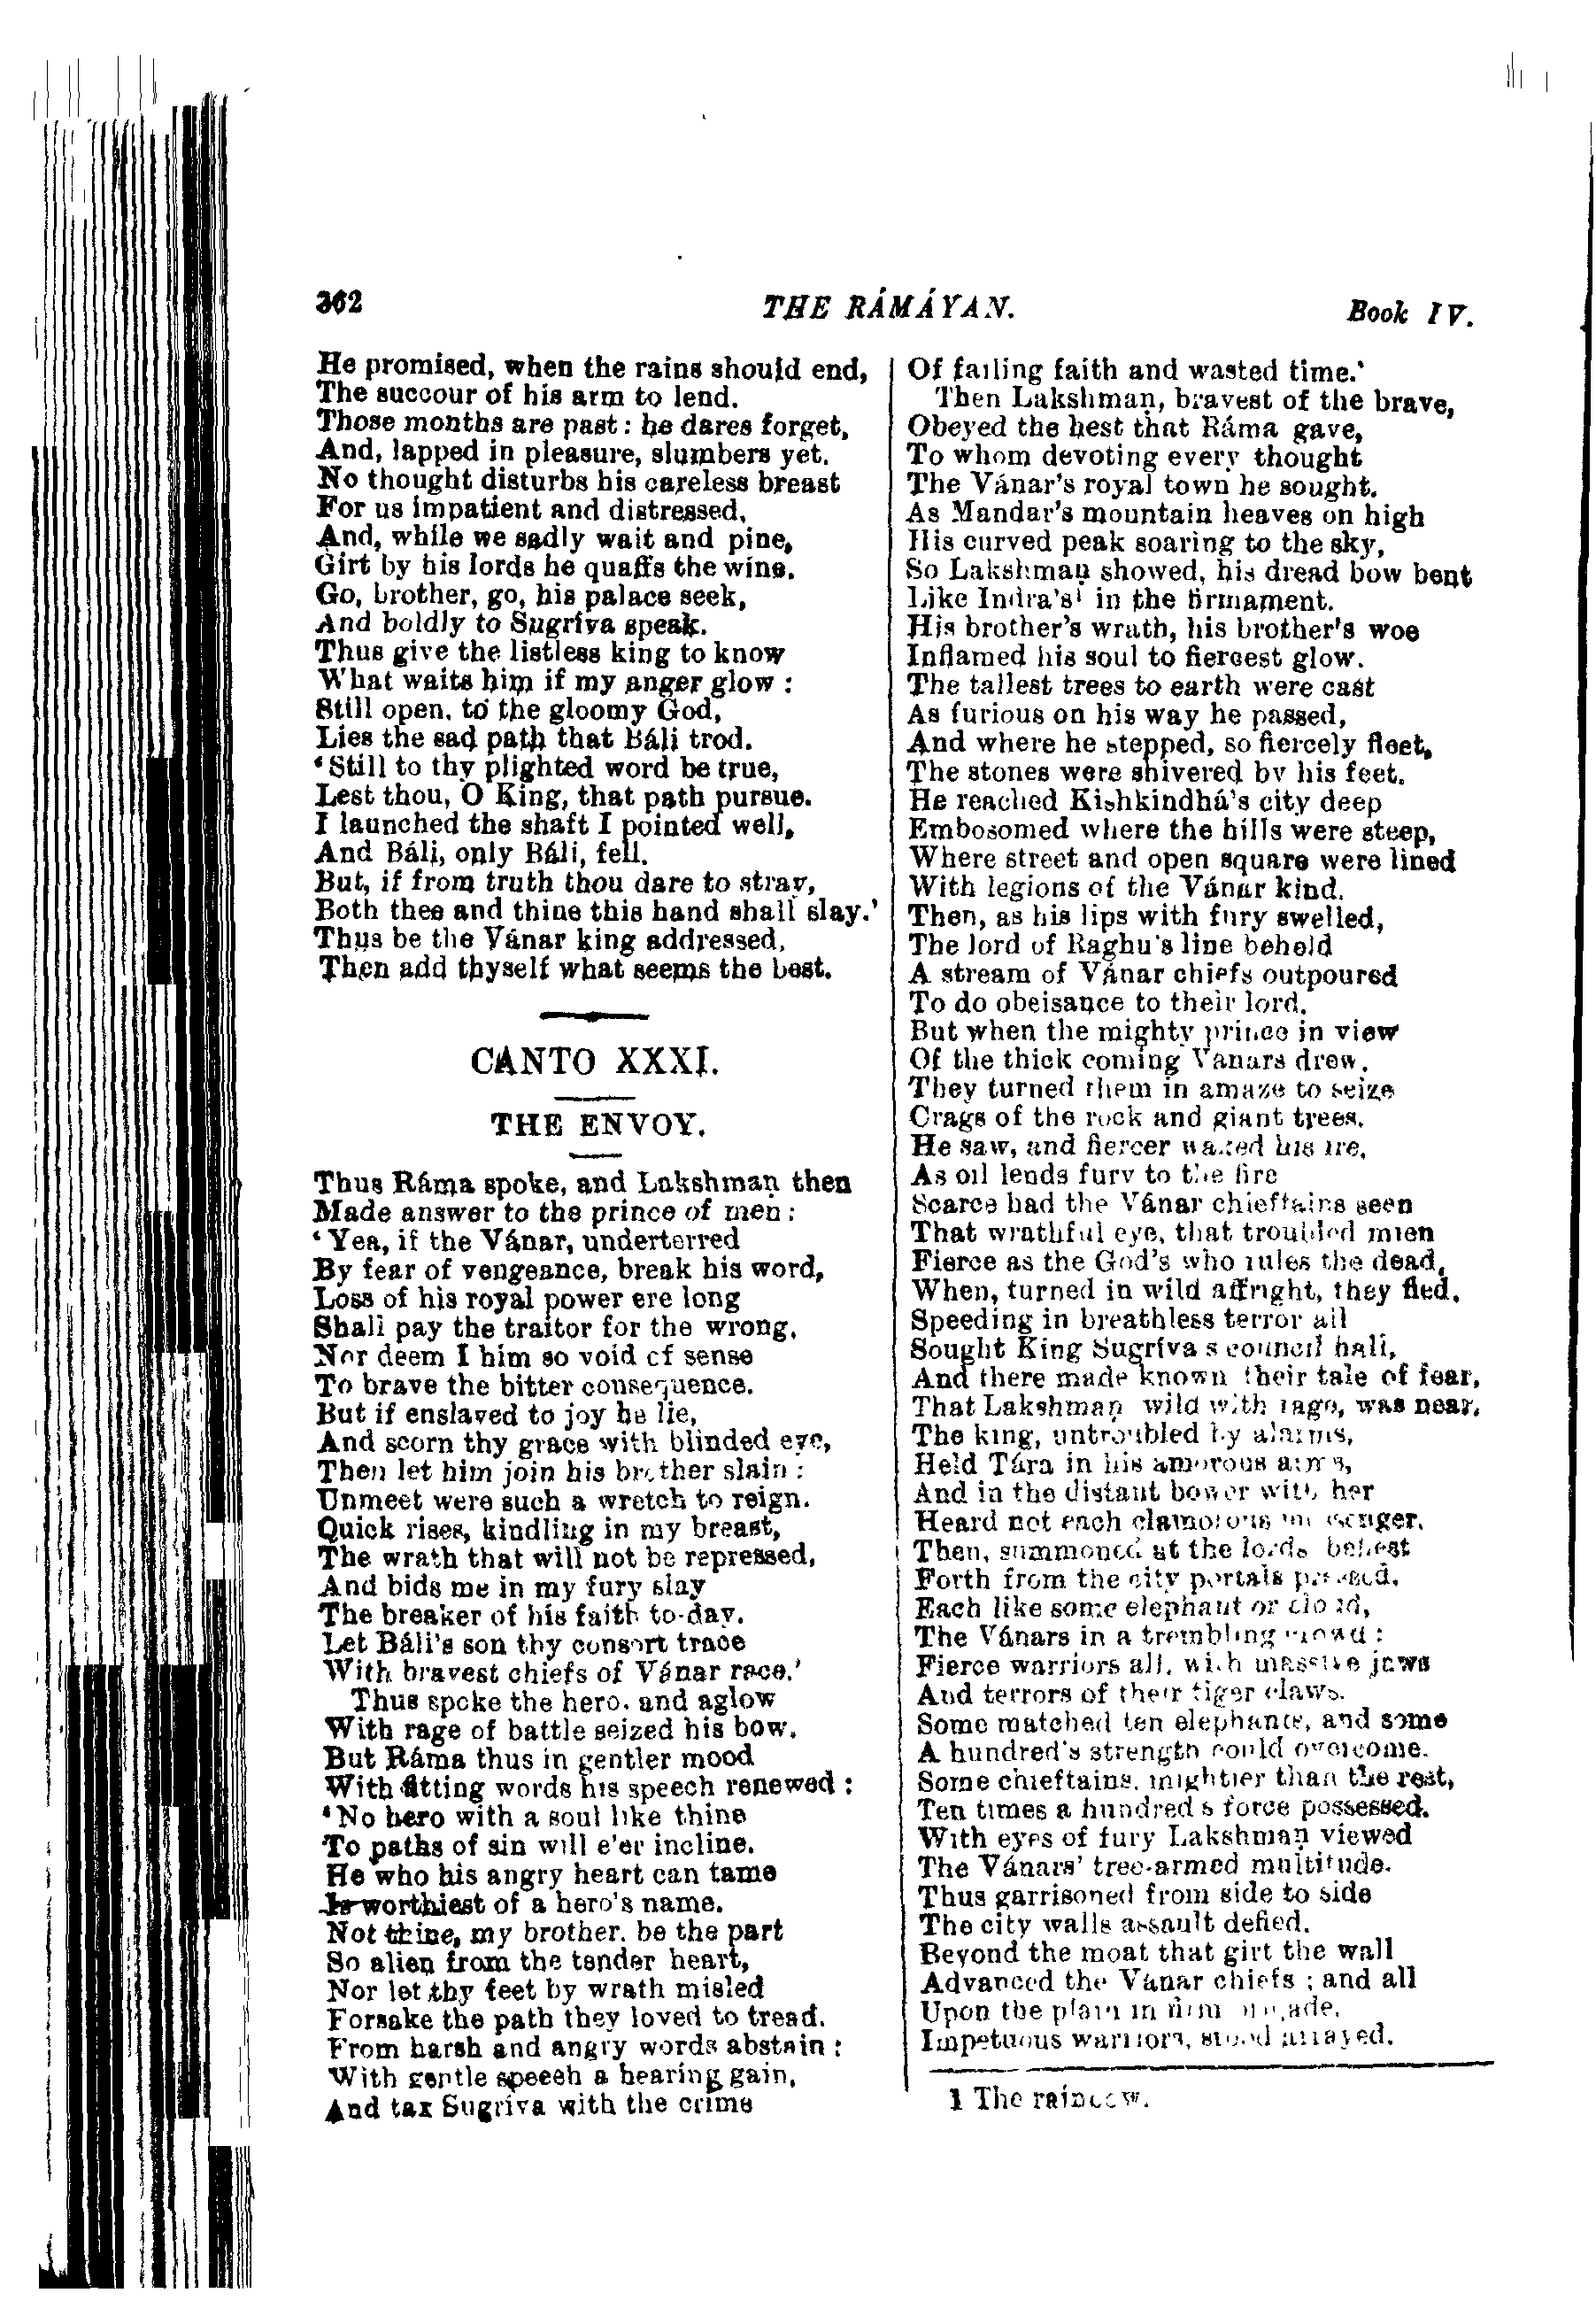 362 THE RÁMÁYAN. Book IV.
He promised, when the rains should end,
The succour of his arm to lend.
Those months are past : he dares forget,
And, lapped in pleasure, slumbers yet.
No thought disturbs his careless breast
For us impatient and distressed,
And, while we sadly wait and pine,
Girt by his lords he quaffs the wine.
Go, brother, go, his palace seek,
And boldly to Sugríva speak.
Thus give the listless king to know
What waits him if my anger glow :
Still open, to the gloomy God,
Lies the sad path that Báli trod.
'Still to thy plighted word be true,
Lest thou, O King, that path pursue.
I launched the shaft I pointed well,
And Báli, only Báli, fell.
But, if from truth thou dare to stray,
Both thee and thine this hand shall slay.'
Thus be the Vánar king addressed,
Then add thyself what seems the best.
CANTO XXXI.
THE ENVOY.
Thus Ráma spoke, and Lakshmaṇ then
Made answer to the prince of men :
'Yea, if the Vánar, underterred
By fear of vengeance, break his word,
Loss of his royal power ere long
Shall pay the traitor for the wrong.
Nor deem I him so void of sense
To brave the bitter consequence.
But if enslaved to joy he lie,
And scorn thy grace with blinded eye,
Then let him join his brother slain :
Unmeet were such a wretch to reign.
Quick rises, kindling in my breast,
The wrath that will not be repressed,
And bids me in my fury slay
The breaker of his faith to-day.
Let Báli's son thy consort trace
With bravest chiefs of Vánar race.'
Thus spoke the hero, and aglow
With rage of battle seized his bow.
But Ráma thus in gentler mood
With fitting words his speech renewed :
'No hero with a soul like thine
To paths of sin will e'er incline.
He who his angry heart can tame
Is worthiest of a hero's name.
Not thine, my brother, be the part
So alien from the tender heart,
Nor let thy feet by wrath misled
Forsake the path they loved to tread.
From harsh and angry words abstain :
With gentle speech a hearing gain,
And tax Sugríva with the crime
Of failing faith and wasted time.'
Then Lakshmaṇ, bravest of the brave,
Obeyed the hest that Ráma gave,
To whom devoting every thought
The Vánar's royal town he sought.
As Mandar's mountain heaves on high
His curved peak soaring to the sky,
So Lakshmaṇ showed, his dread bow bent
Like Indra's¹ in the firmament.
His brother's wrath, his brother's woe
Inflamed his soul to fiercest glow.
The tallest trees to earth were cast
As furious on his way he passed,
And where he stepped, so fiercely fleet,
The stones were shivered by his feet.
He reached Kishkindhá's city deep
Embosomed where the hills were steep,
Where street and open square were lined
With legions of the Vánar kind.
Then, as his lips with fury swelled,
The lord of Raghu's line beheld
A stream of Vánar chiefs outpoured
To do obeisance to their lord.
But when the mighty prince in view
Of the thick coming Vánars drew,
They turned them in amaze to seize
Crags of the rock and giant trees.
He saw, and fiercer waxed his ire,
As oil lends fury to the fire
Scarce had the Vánar chieftains seen
That wrathful eye, that troubled mien
Fierce as the God's who rules the dead,
When, turned in wild affright, they fled.
Speeding in breathless terror all
Sought King Sugríva s council hall,
And there made known their tale of fear,
That Lakshmaṇ wild with rage, was near.
The king, untroubled by alarms,
Held Tára in his amorous arms,
And in the distant bower with her
Heard not each clamorous messenger.
Then, summoned at the lords behest
Forth from the city portals pressed,
Each like some elephant or cloud,
The Vánars in a trembling crowd :
Fierce warriors all, with massive jaws
And terrors of their tiger claws.
Some matched ten elephants, and some
A hundred's strength could overcome.
Some chieftains, mightier than the rest,
Ten times a hundred s force possessed.
With eyes of fury Lakshmaṇ viewed
The Vánars' tree-armed multitude.
Thus garrisoned from side to side
The city walls assault defied.
Beyond the moat that girt the wall
Advanced the Vánar chiefs ; and all
Upon the plain in firm
Impetuous warriors, stood arrayed.
1 The rainbow.